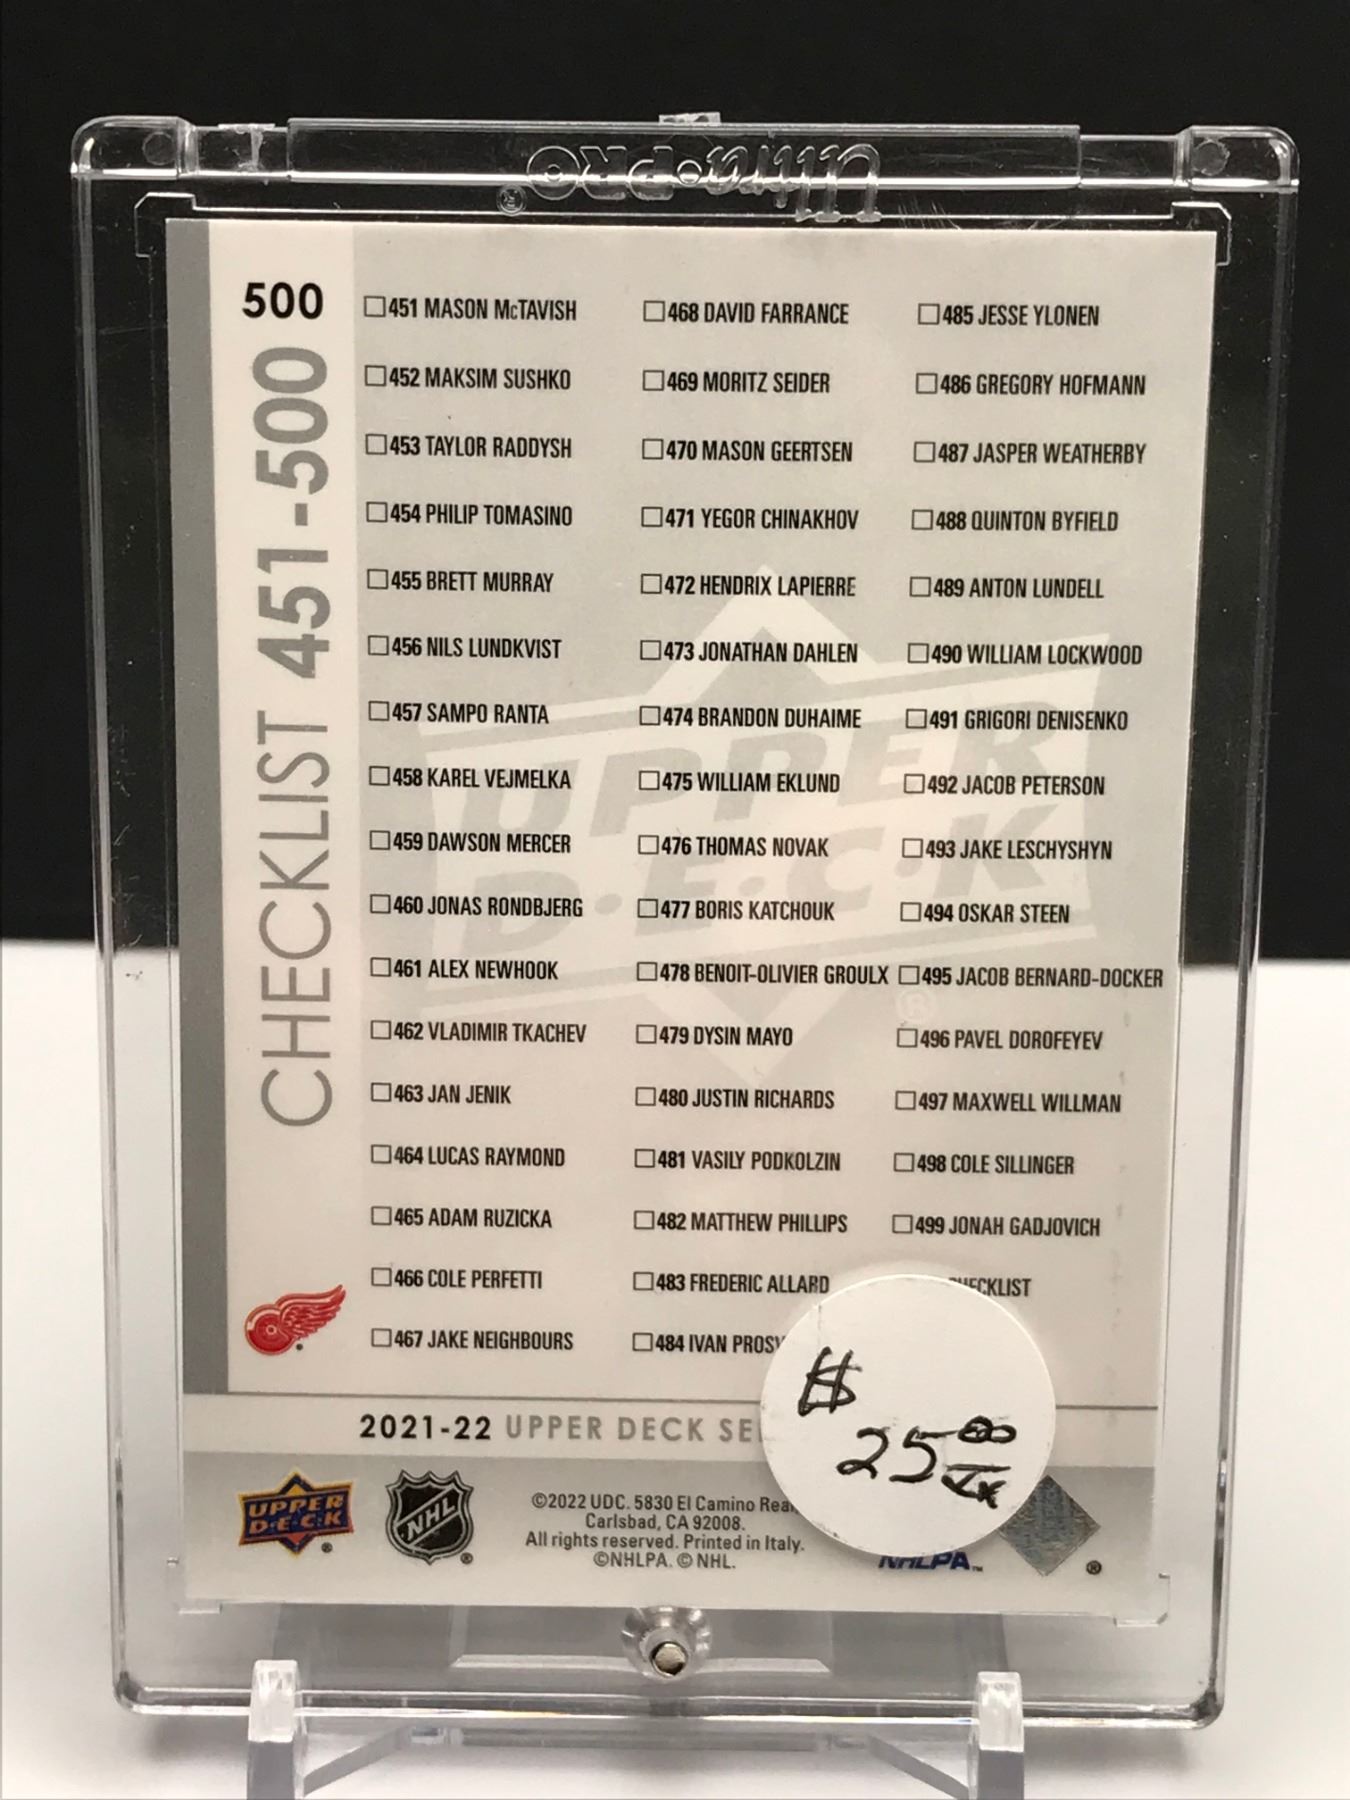 Ultra·PRO®
500
CHECKLIST 451-500
451 MASON McTAVISH
452 MAKSIM SUSHKO
453 TAYLOR RADDYSH
454 PHILIP TOMASINO
455 BRETT MURRAY
456 NILS LUNDKVIST
457 SAMPO RANTA
458 KAREL VEJMELKA
459 DAWSON MERCER
460 JONAS RONDBJERG
461 ALEX NEWHOOK
462 VLADIMIR TKACHEV
463 JAN JENIK
464 LUCAS RAYMOND
465 ADAM RUZICKA
466 COLE PERFETTI
467 JAKE NEIGHBOURS
468 DAVID FARRANCE
469 MORITZ SEIDER
470 MASON GEERTSEN
471 YEGOR CHINAKHOV
472 HENDRIX LAPIERRE
473 JONATHAN DAHLEN
474 BRANDON DUHAIME
475 WILLIAM EKLUND
476 THOMAS NOVAK
477 BORIS KATCHOUK
478 BENOIT-OLIVIER GROULX
479 DYSIN MAYO
480 JUSTIN RICHARDS
481 VASILY PODKOLZIN
482 MATTHEW PHILLIPS
483 FREDERIC ALLARD
484 IVAN
485 JESSE YLONEN
486 GREGORY HOFMANN
487 JASPER WEATHERBY
488 QUINTON BYFIELD
489 ANTON LUNDELL
490 WILLIAM LOCKWOOD
491 GRIGORI DENISENKO
492 JACOB PETERSON
493 JAKE LESCHYSHYN
494 OSKAR STEEN
495 JACOB BERNARD-DOCKER
496 PAVEL DOROFEYEV
497 MAXWELL WILLMAN
498 COLE SILLINGER
499 JONAH GADJOVICH
CHECKLIST
UPPER
D·E·C·K
®
2021-22 UPPER DECK
$
25 00
UPPER
D·E·C·K
®
NHL
®
©2022 UDC. 5830 El Camino
Carlsbad, CA 92008.
All rights reserved. Printed in Italy.
©NHLPA. © NHL.
NHLPA™
®